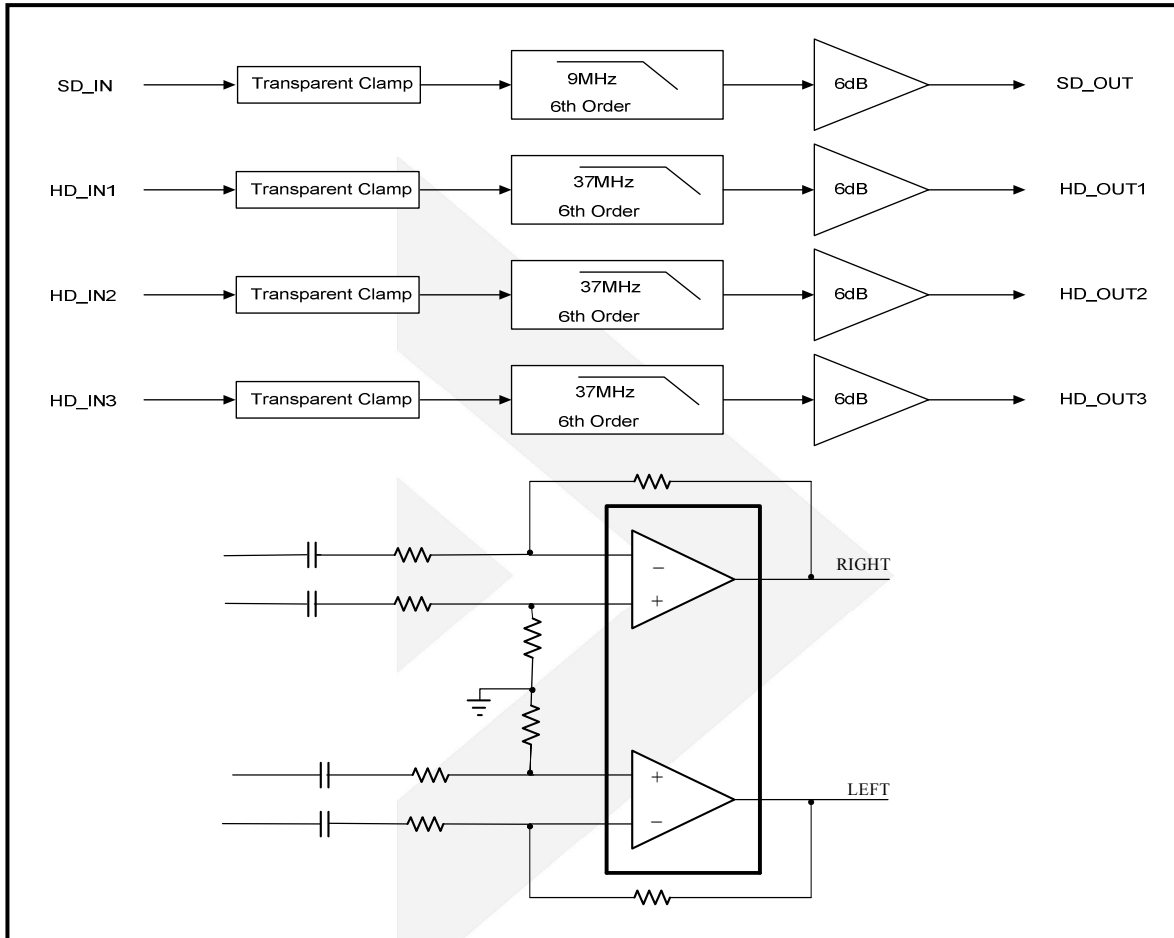 SD_IN Transparent Clamp 9MHz 6dB SD_OUT
6th Order
HD_IN1 Transparent Clamp 37MHz 6dB HD_OUT1
6th Order
HD_IN2 Transparent Clamp 37MHz 6dB HD_OUT2
6th Order
HD_IN3 Transparent Clamp 37MHz 6dB HD_OUT3
6th Order
− RIGHT
+
+ LEFT
−